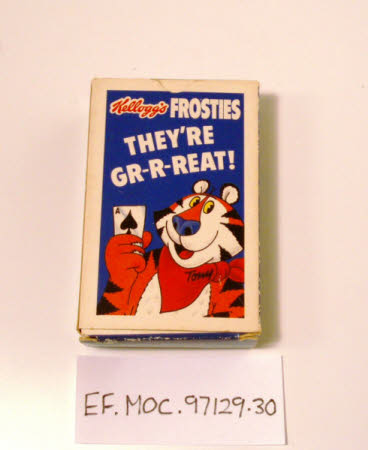 Kellogg's FROSTIES
THEY'RE
GR-R-REAT!
A
Tony
EF. MOC. 97129.30